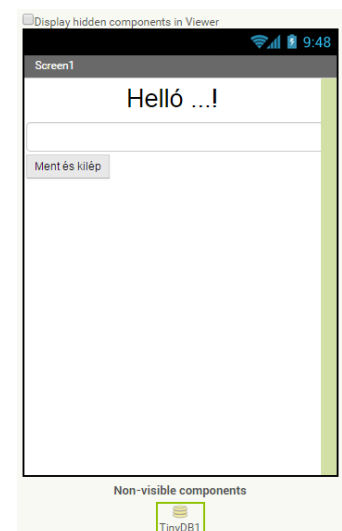 Display hidden components in Viewer
9:48
Screen1
Helló ...!
Ment és kilép
Non-visible components
TinyDB1